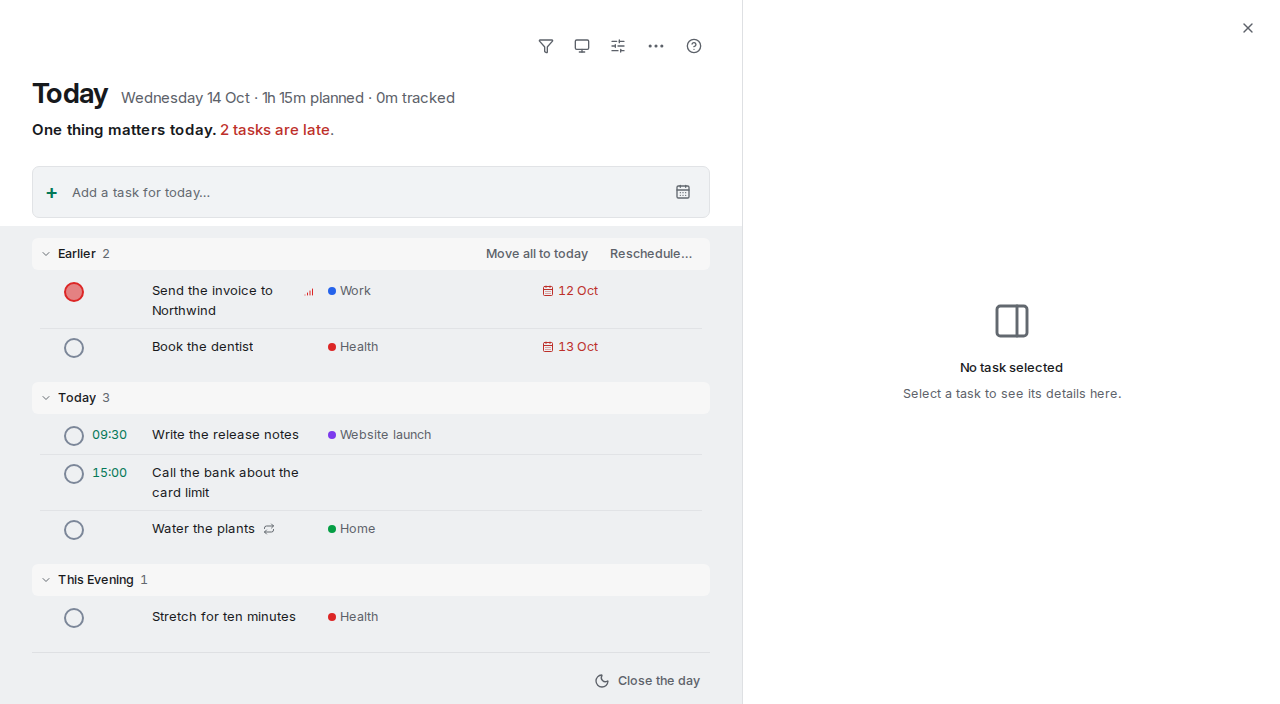 Today Wednesday 14 Oct · 1h 15m planned · 0m tracked
One thing matters today. 2 tasks are late.
Add a task for today...
Earlier 2 Move all to today Reschedule...
Send the invoice to Work 12 Oct
Northwind
Book the dentist Health 13 Oct
Today 3
09:30 Write the release notes Website launch
15:00 Call the bank about the
card limit
Water the plants Home
This Evening 1
Stretch for ten minutes Health
Close the day
No task selected
Select a task to see its details here.